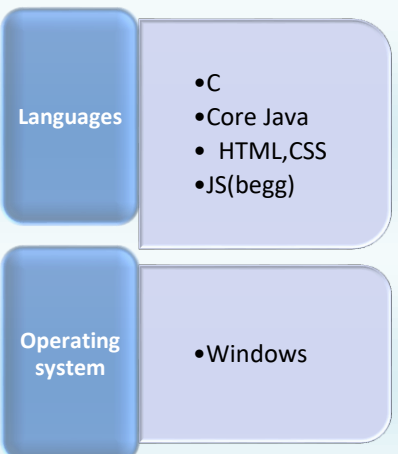 Languages
•C
•Core Java
• HTML,CSS
•JS(begg)
Operating
system
•Windows